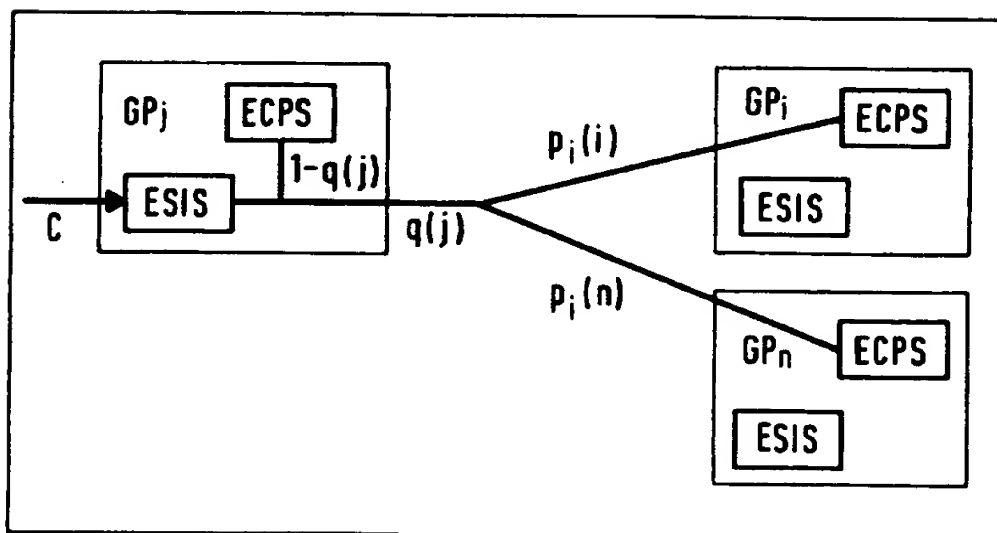 GPj
ECPS
1-q(j)
C
ESIS
q(j)
pi(i)
pi(n)
GPi
ECPS
ESIS
GPn
ECPS
ESIS